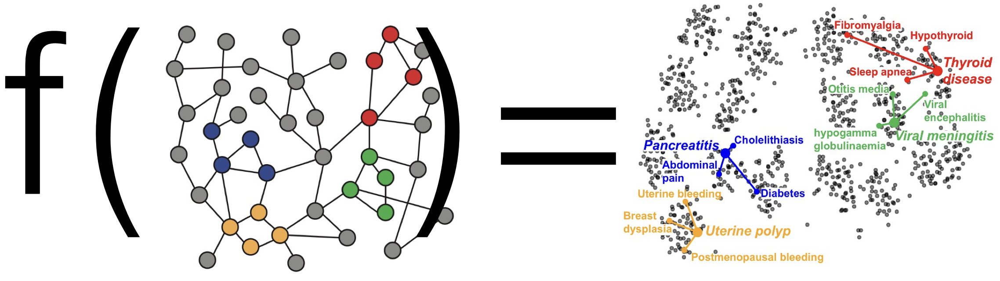 f ( ) =
Fibromyalgia
Hypothyroid
Thyroid
disease
Sleep apnea
Otitis media
Viral
encephalitis
hypogamma
globulinaemia
Viral meningitis
Pancreatitis
Cholelithiasis
Abdominal
pain
Diabetes
Uterine bleeding
Breast
dysplasia
Uterine polyp
Postmenopausal bleeding